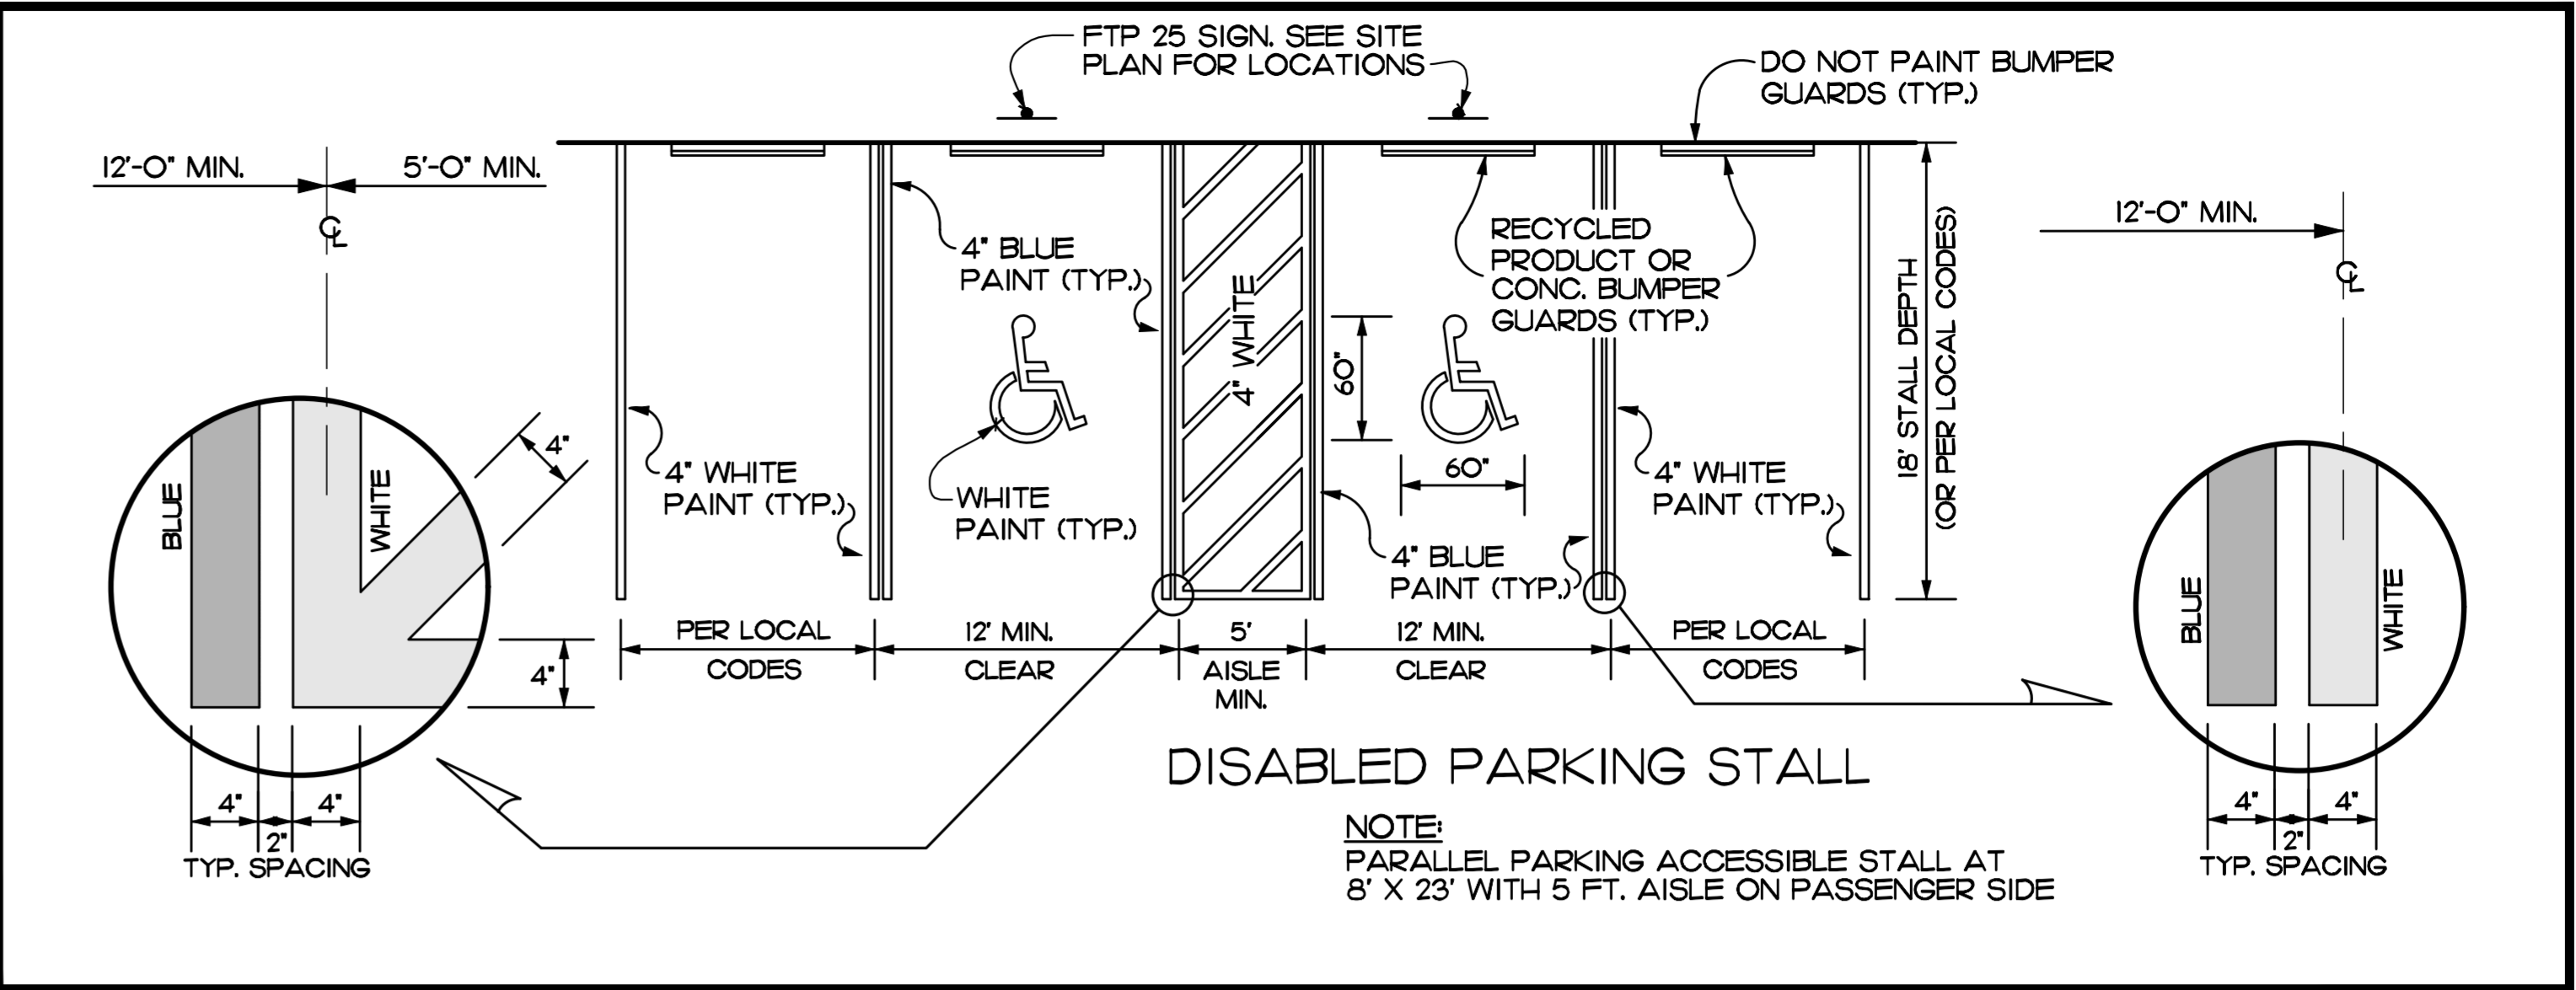 FTP 25 SIGN. SEE SITE
PLAN FOR LOCATIONS
DO NOT PAINT BUMPER
GUARDS (TYP.)
12'-0" MIN.
5'-0" MIN.
CL
12'-0" MIN.
CL
4" BLUE
PAINT (TYP.)
4" WHITE
RECYCLED
PRODUCT OR
CONC. BUMPER
GUARDS (TYP.)
18' STALL DEPTH
(OR PER LOCAL CODES)
60"
60"
4" WHITE
PAINT (TYP.)
WHITE
PAINT (TYP.)
4" BLUE
PAINT (TYP.)
4" WHITE
PAINT (TYP.)
BLUE
WHITE
4"
4"
4"
4"
2"
TYP. SPACING
PER LOCAL
CODES
12' MIN.
CLEAR
5'
AISLE
MIN.
12' MIN.
CLEAR
PER LOCAL
CODES
BLUE
WHITE
4"
4"
2"
TYP. SPACING
DISABLED PARKING STALL
NOTE:
PARALLEL PARKING ACCESSIBLE STALL AT
8' X 23' WITH 5 FT. AISLE ON PASSENGER SIDE